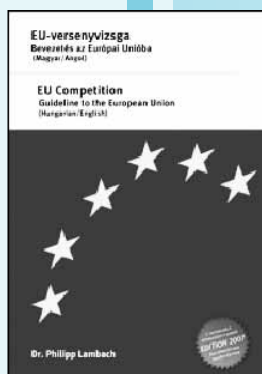 EU-versenyvizsga
Bevezetés az Európai Unióba
(Magyar/Angol)
EU Competition
Guideline to the European Union
(Hungarian/English)
EDITION 2007
Dr. Philipp Lambach